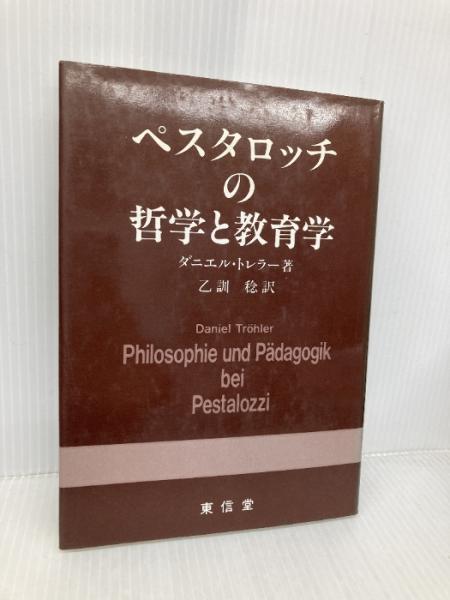 ペスタロッチ
の
哲学と教育学
ダニエル・トレラー著
乙訓 稔訳
Daniel Tröhler
Philosophie und Pädagogik
bei
Pestalozzi
東信堂